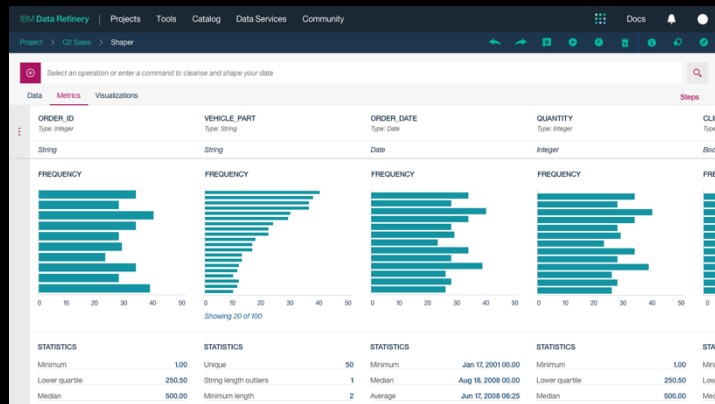 IBM Data Refinery | Projects Tools Catalog Data Services Community Docs
Project > Q2 Sales > Shaper
Select an operation or enter a command to cleanse and shape your data
Data Metrics Visualizations Steps
ORDER_ID VEHICLE_PART ORDER_DATE QUANTITY
Type: Integer Type: String Type: Date Type: Integer
String String Date Integer
FREQUENCY FREQUENCY FREQUENCY FREQUENCY
0 10 20 30 40 50 0 10 20 30 40 50 0 10 20 30 40 50 0 10 20 30 40 50 0
Showing 20 of 100
STATISTICS STATISTICS STATISTICS STATISTICS
Minimum 1.00 Unique 50 Minimum Jan 17, 2001 00.00 Minimum 1.00
Lower quartile 250.50 String length outliers 1 Median Aug 18. 2008 00.00 Lower quartile 250.50
Median 500.00 Minimum length 2 Average Jun 17, 2008 06:25 Median 500.00